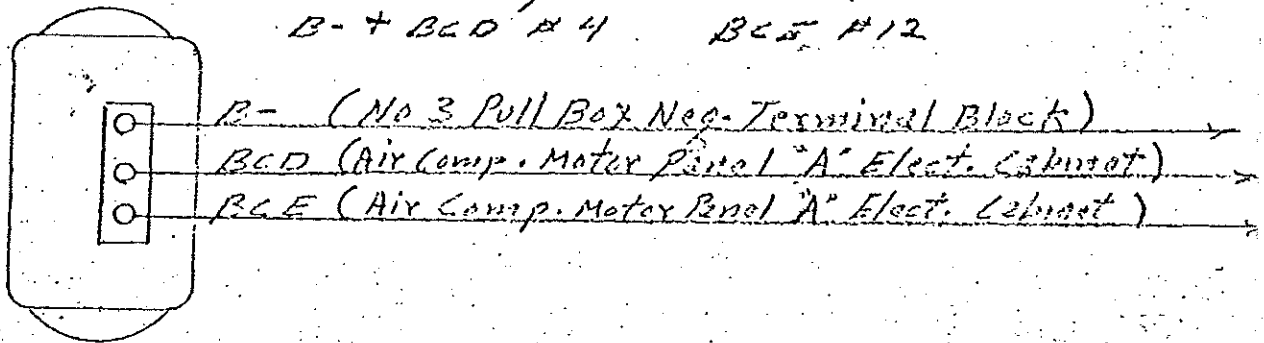 B- + BCD #4 BCE #12
B- (No 3 Pull Box Neg. Terminal Block)
BCD (Air Comp. Motor Panel "A" Elect. Cabinet)
BCE (Air Comp. Motor Panel "A" Elect. Cabinet)